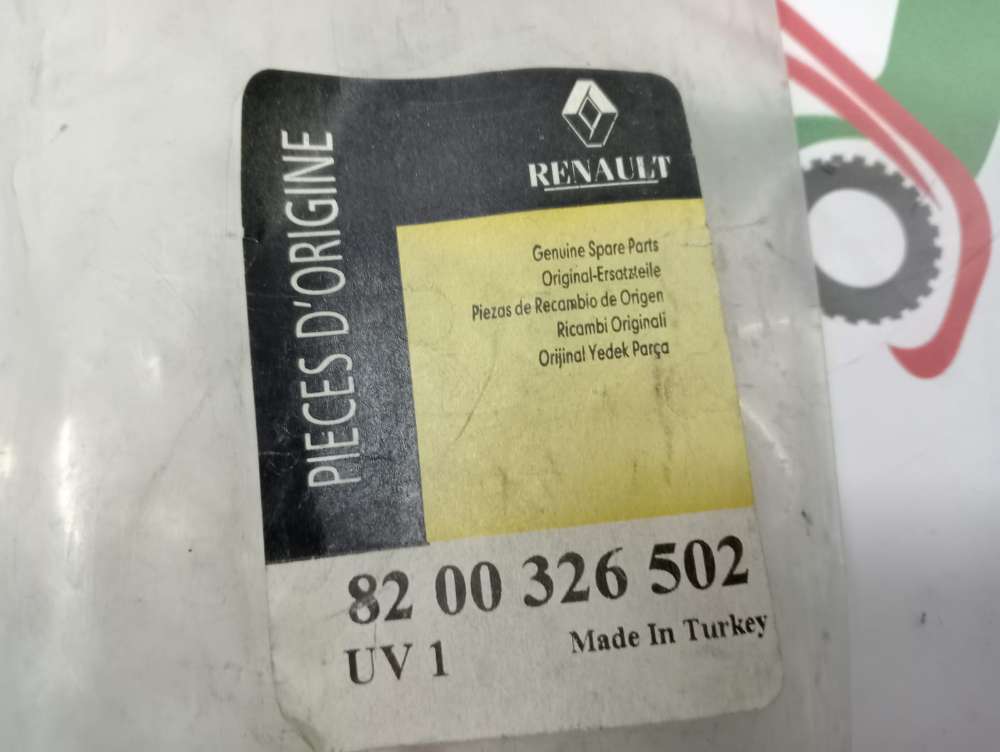 PIECES D'ORIGINE
RENAULT
Genuine Spare Parts
Original-Ersatzteile
Piezas de Recambio de Origen
Ricambi Originali
Orijinal Yedek Parça
82 00 326 502
UV 1
Made In Turkey